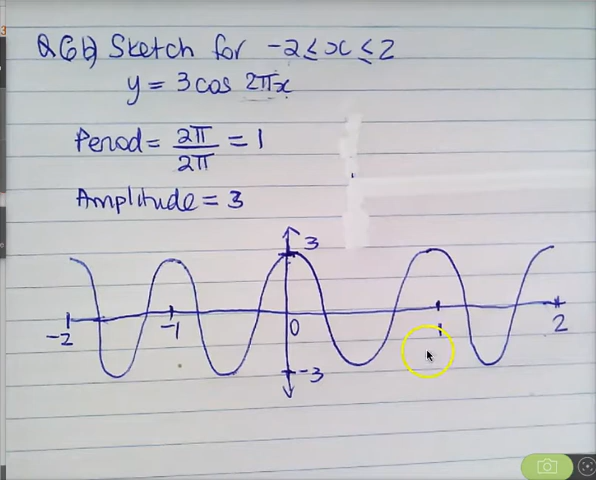 Q6b) Sketch for -2 ≤ x ≤ 2
y = 3 cos 2πx
Period = 2π/2π = 1
Amplitude = 3
3
-2 -1 0 1 2
-3